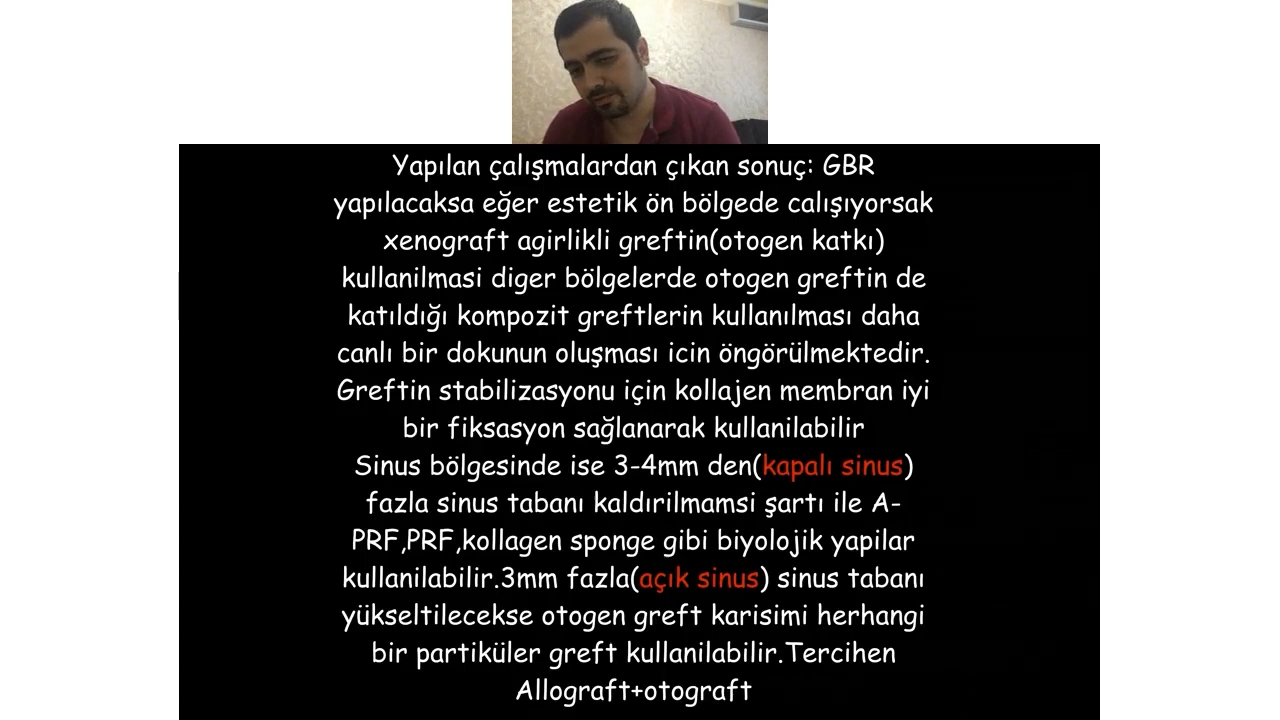 Yapılan çalışmalardan çıkan sonuç: GBR
yapılacaksa eğer estetik ön bölgede calışıyorsak
xenograft agirlikli greftin(otogen katkı)
kullanilmasi diger bölgelerde otogen greftin de
katıldığı kompozit greftlerin kullanılması daha
canlı bir dokunun oluşması icin öngörülmektedir.
Greftin stabilizasyonu için kollajen membran iyi
bir fiksasyon sağlanarak kullanilabilir
Sinus bölgesinde ise 3-4mm den(kapalı sinus)
fazla sinus tabanı kaldırilmamsi şartı ile A-
PRF,PRF,kollagen sponge gibi biyolojik yapilar
kullanilabilir.3mm fazla(açık sinus) sinus tabanı
yükseltilecekse otogen greft karisimi herhangi
bir partiküler greft kullanilabilir.Tercihen
Allograft+otograft